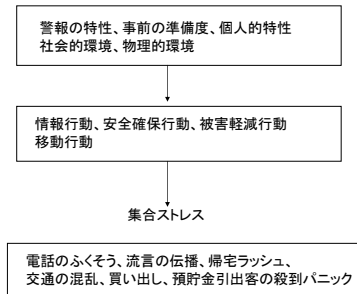 警報の特性、事前の準備度、個人的特性
社会的環境、物理的環境
情報行動、安全確保行動、被害軽減行動
移動行動
集合ストレス
電話のふくそう、流言の伝播、帰宅ラッシュ、
交通の混乱、買い出し、預貯金引出客の殺到パニック